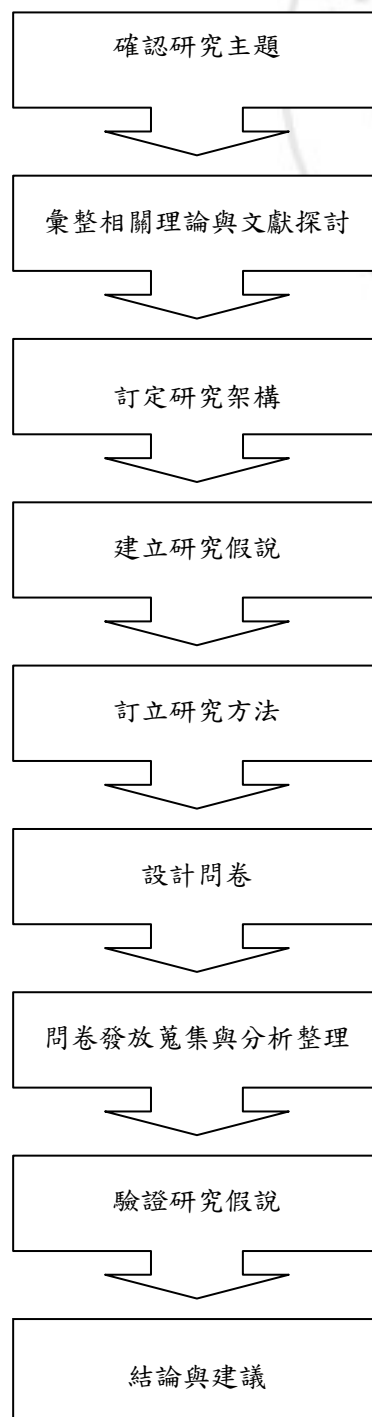 確認研究主題
彙整相關理論與文獻探討
訂定研究架構
建立研究假說
訂立研究方法
設計問卷
問卷發放蒐集與分析整理
驗證研究假說
結論與建議